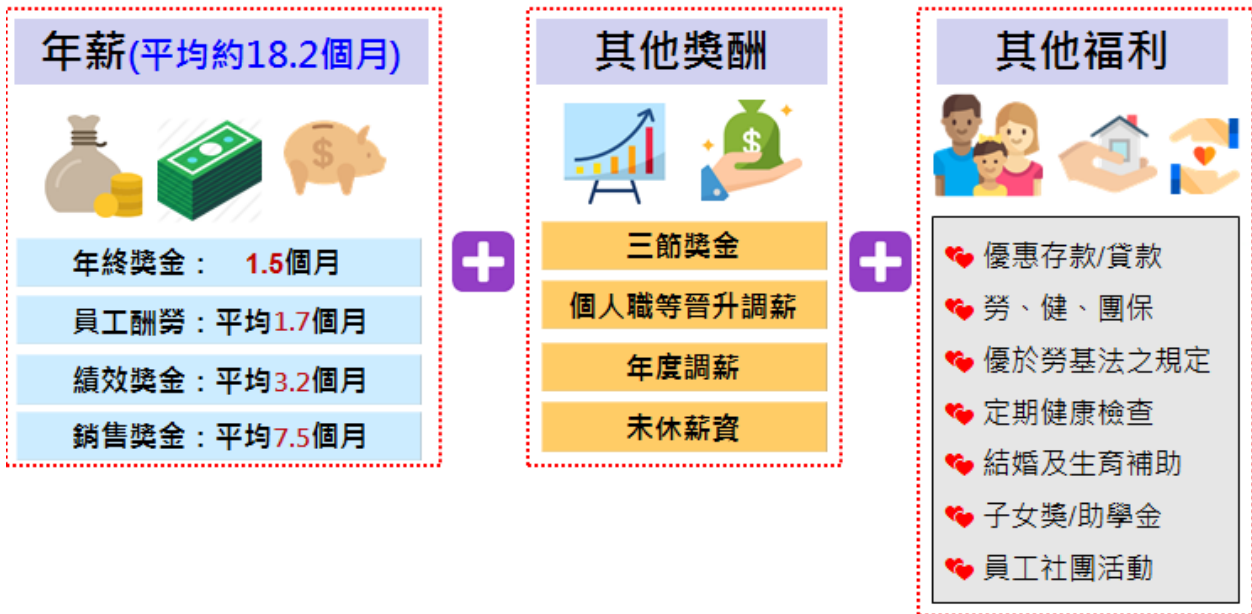 年薪(平均約18.2個月)
年終獎金： 1.5個月
員工酬勞：平均1.7個月
績效獎金：平均3.2個月
銷售獎金：平均7.5個月
其他獎酬
三節獎金
個人職等晉升調薪
年度調薪
未休薪資
其他福利
優惠存款/貸款
勞、健、團保
優於勞基法之規定
定期健康檢查
結婚及生育補助
子女獎/助學金
員工社團活動